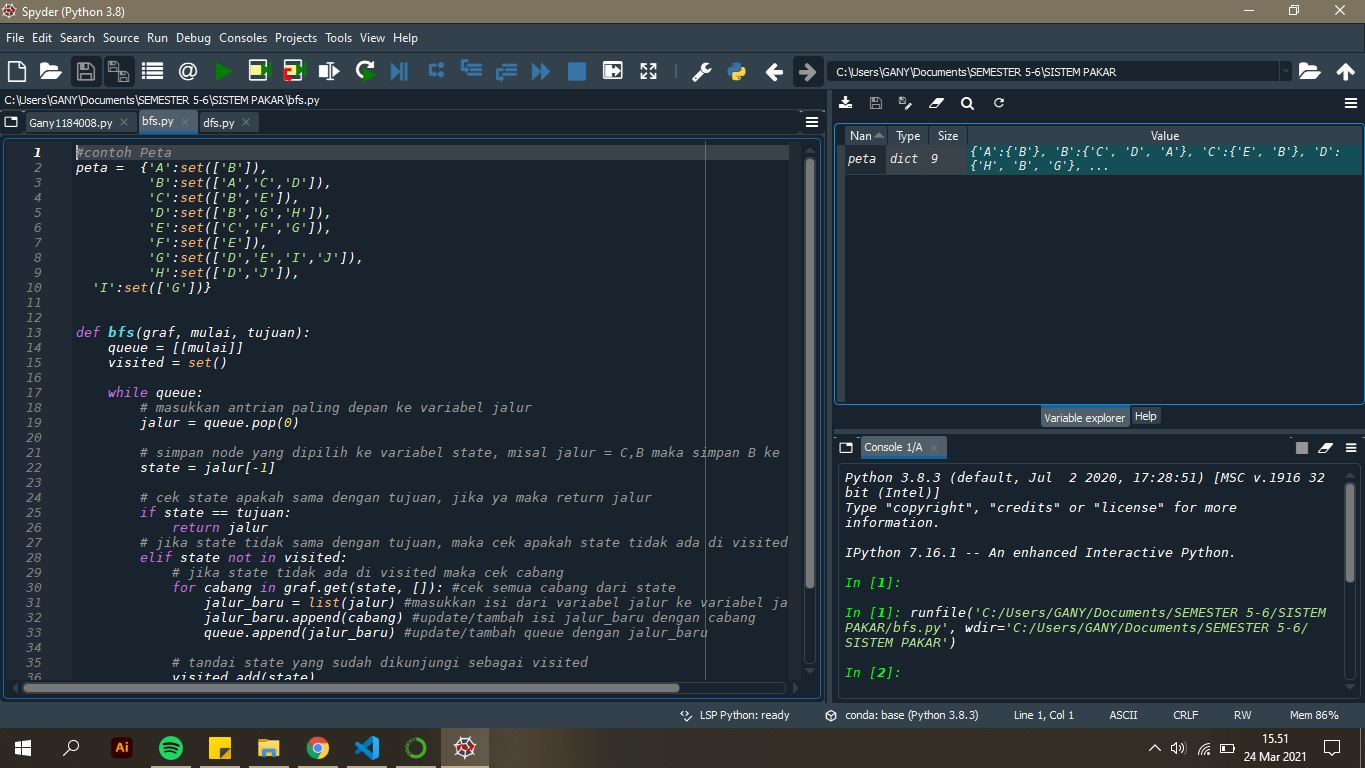 Spyder (Python 3.8)
File Edit Search Source Run Debug Consoles Projects Tools View Help
C:\Users\GANY\Documents\SEMESTER 5-6\SISTEM PAKAR
C:\Users\GANY\Documents\SEMESTER 5-6\SISTEM PAKAR\bfs.py
Gany1184008.py bfs.py dfs.py
1 #contoh Peta
2 peta =  {'A':set(['B']),
3          'B':set(['A','C','D']),
4          'C':set(['B','E']),
5          'D':set(['B','G','H']),
6          'E':set(['C','F','G']),
7          'F':set(['E']),
8          'G':set(['D','E','I','J']),
9          'H':set(['D','J']),
10   'I':set(['G'])}
11
12
13 def bfs(graf, mulai, tujuan):
14     queue = [[mulai]]
15     visited = set()
16
17     while queue:
18         # masukkan antrian paling depan ke variabel jalur
19         jalur = queue.pop(0)
20
21         # simpan node yang dipilih ke variabel state, misal jalur = C,B maka simpan B ke
22         state = jalur[-1]
23
24         # cek state apakah sama dengan tujuan, jika ya maka return jalur
25         if state == tujuan:
26             return jalur
27         # jika state tidak sama dengan tujuan, maka cek apakah state tidak ada di visited
28         elif state not in visited:
29             # jika state tidak ada di visited maka cek cabang
30             for cabang in graf.get(state, []): #cek semua cabang dari state
31                 jalur_baru = list(jalur) #masukkan isi dari variabel jalur ke variabel ja
32                 jalur_baru.append(cabang) #update/tambah isi jalur_baru dengan cabang
33                 queue.append(jalur_baru) #update/tambah queue dengan jalur_baru
34
35             # tandai state yang sudah dikunjungi sebagai visited
36             visited.add(state)
Nan Type Size Value
peta dict 9 {'A':{'B'}, 'B':{'C', 'D', 'A'}, 'C':{'E', 'B'}, 'D':
{'H', 'B', 'G'}, ...
Variable explorer Help
Console 1/A
Python 3.8.3 (default, Jul  2 2020, 17:28:51) [MSC v.1916 32
bit (Intel)]
Type "copyright", "credits" or "license" for more
information.
IPython 7.16.1 -- An enhanced Interactive Python.
In [1]:
In [1]: runfile('C:/Users/GANY/Documents/SEMESTER 5-6/SISTEM
PAKAR/bfs.py', wdir='C:/Users/GANY/Documents/SEMESTER 5-6/
SISTEM PAKAR')
In [2]:
LSP Python: ready conda: base (Python 3.8.3) Line 1, Col 1 ASCII CRLF RW Mem 86%
Ai
15.51
24 Mar 2021